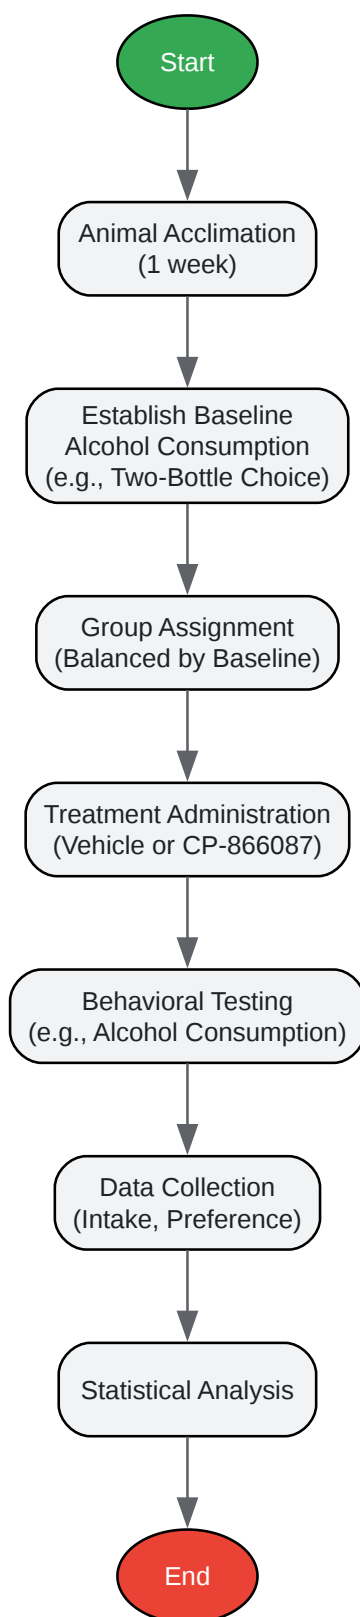 Start
Animal Acclimation
(1 week)
Establish Baseline
Alcohol Consumption
(e.g., Two-Bottle Choice)
Group Assignment
(Balanced by Baseline)
Treatment Administration
(Vehicle or CP-866087)
Behavioral Testing
(e.g., Alcohol Consumption)
Data Collection
(Intake, Preference)
Statistical Analysis
End